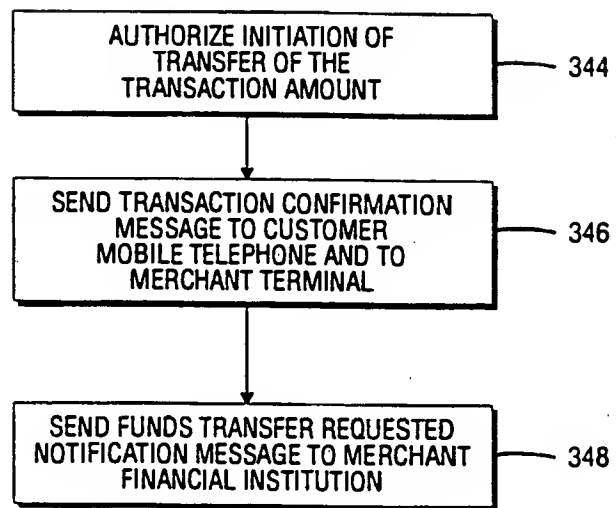 AUTHORIZE INITIATION OF
TRANSFER OF THE
TRANSACTION AMOUNT
344
SEND TRANSACTION CONFIRMATION
MESSAGE TO CUSTOMER
MOBILE TELEPHONE AND TO
MERCHANT TERMINAL
346
SEND FUNDS TRANSFER REQUESTED
NOTIFICATION MESSAGE TO MERCHANT
FINANCIAL INSTITUTION
348